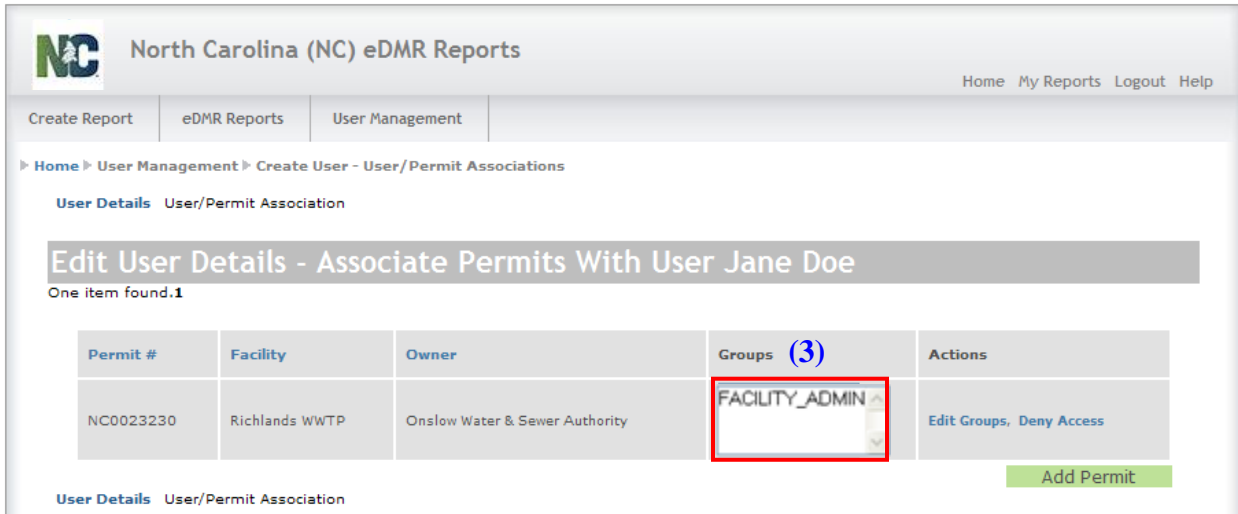 NC North Carolina (NC) eDMR Reports
Home My Reports Logout Help
Create Report eDMR Reports User Management
Home User Management Create User - User/Permit Associations
User Details User/Permit Association
Edit User Details - Associate Permits With User Jane Doe
One item found.1
Permit # Facility Owner Groups (3) Actions
NC0023230 Richlands WWTP Onslow Water & Sewer Authority FACILITY_ADMIN Edit Groups, Deny Access
Add Permit
User Details User/Permit Association